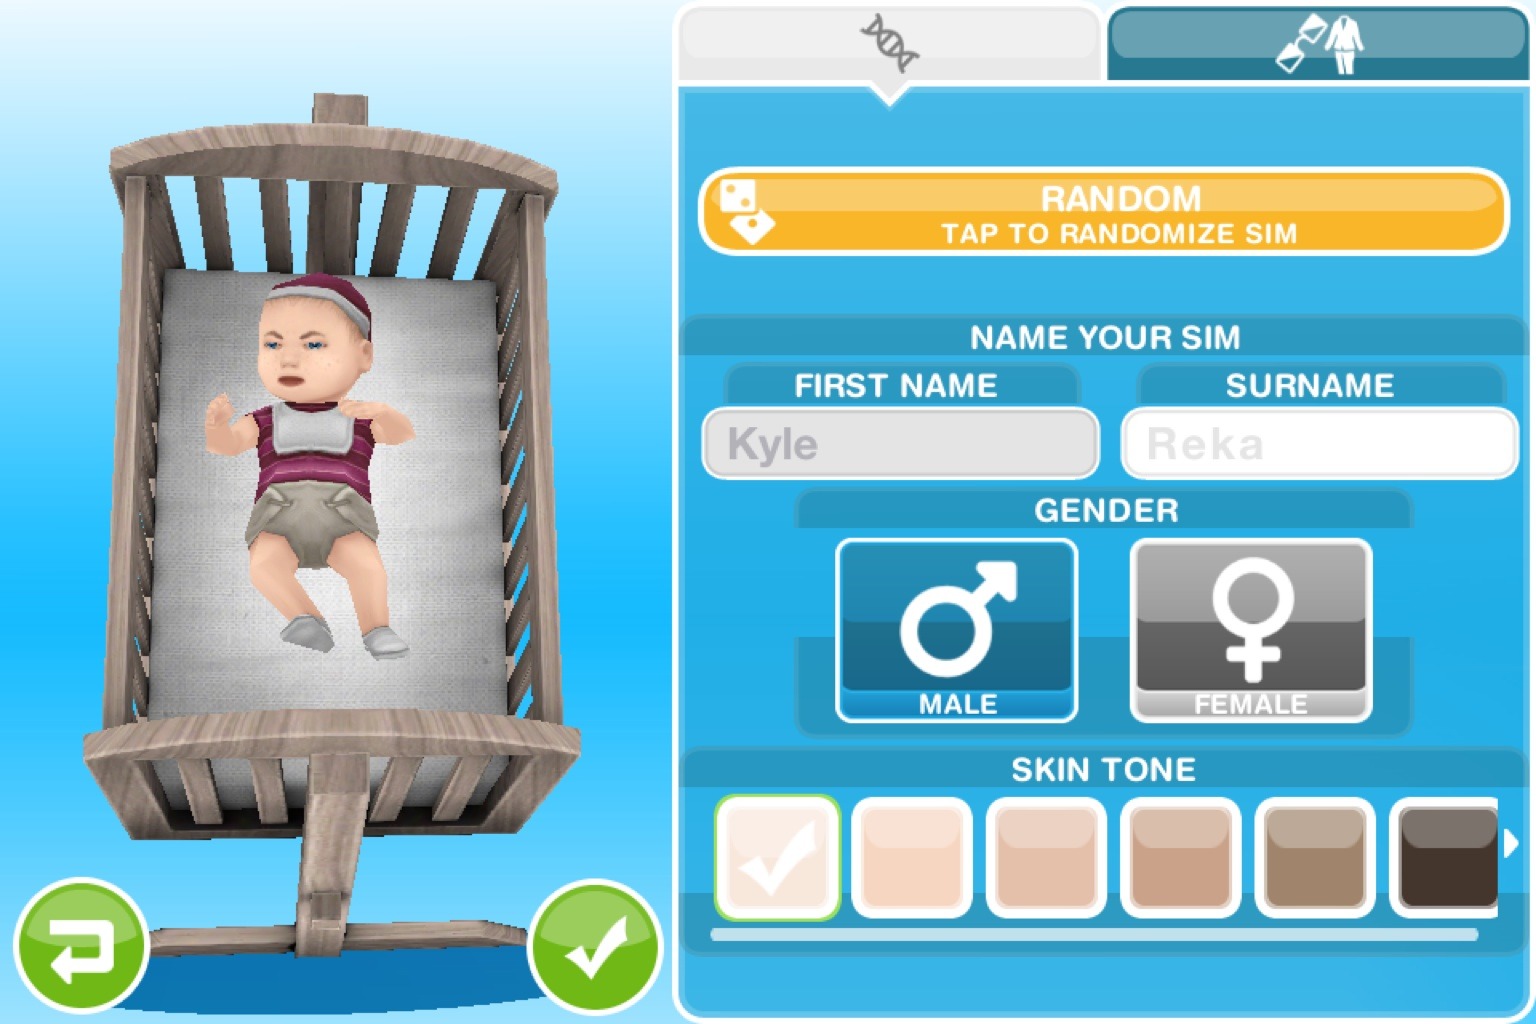 RANDOM
TAP TO RANDOMIZE SIM
NAME YOUR SIM
FIRST NAME
SURNAME
Kyle
Reka
GENDER
MALE
FEMALE
SKIN TONE